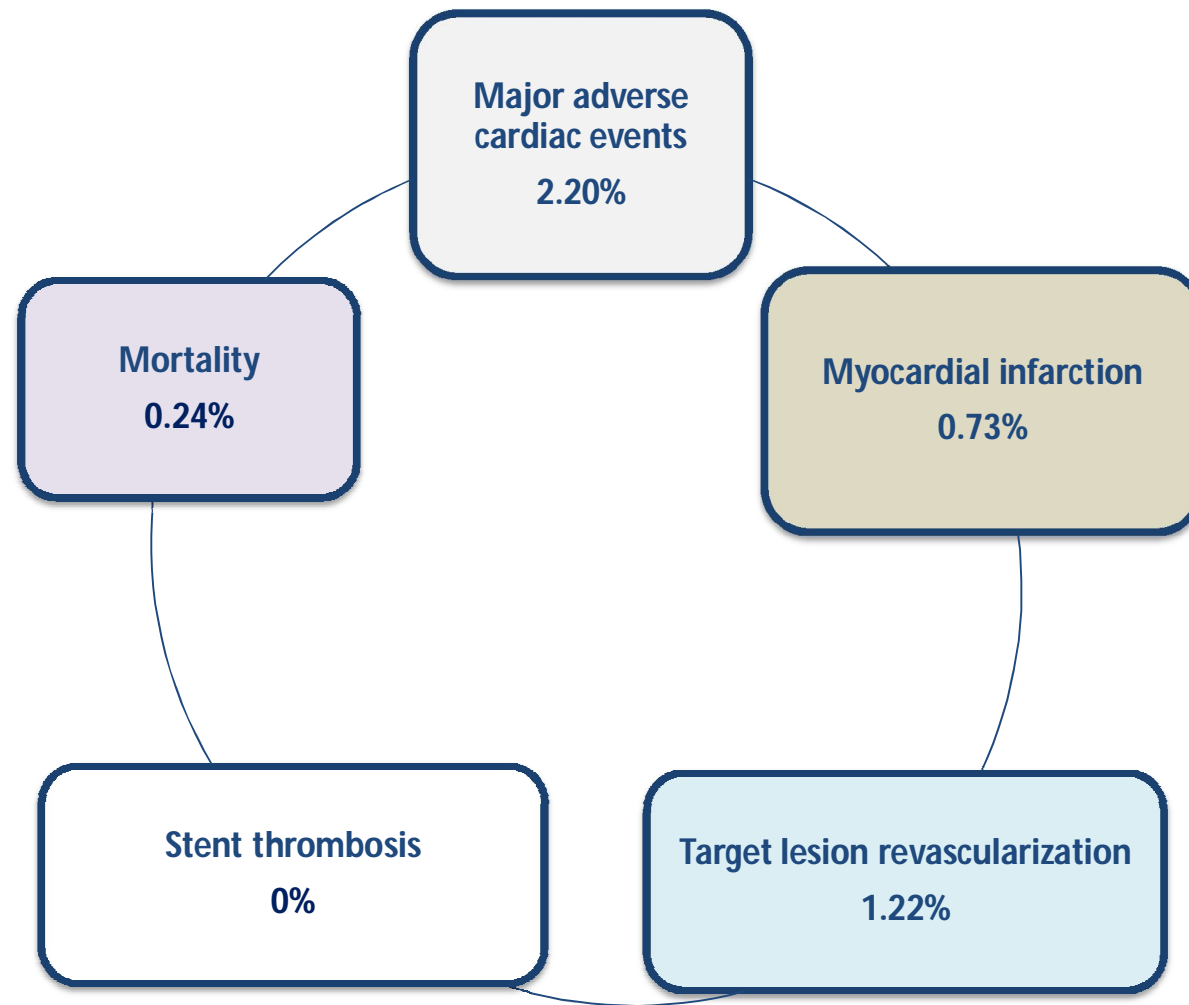 Major adverse
cardiac events
2.20%
Mortality
0.24%
Myocardial infarction
0.73%
Stent thrombosis
0%
Target lesion revascularization
1.22%